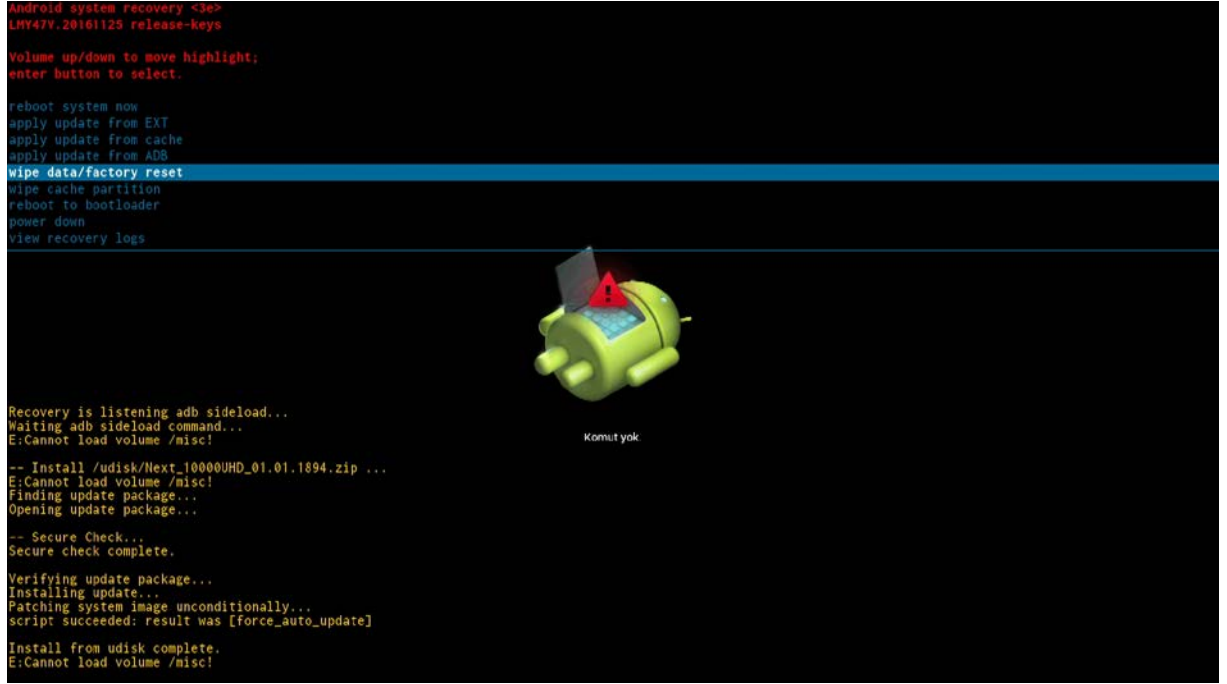 Android system recovery <3e>
LMY47V.20161125 release-keys
Volume up/down to move highlight;
enter button to select.
reboot system now
apply update from EXT
apply update from cache
apply update from ADB
wipe data/factory reset
wipe cache partition
reboot to bootloader
power down
view recovery logs
Recovery is listening adb sideload...
Waiting adb sideload command...
E:Cannot load volume /misc!
Komut yok.
-- Install /udisk/Next_10000UHD_01.01.1894.zip ...
E:Cannot load volume /misc!
Finding update package...
Opening update package...
-- Secure Check...
Secure check complete.
Verifying update package...
Installing update...
Patching system image unconditionally...
script succeeded: result was [force_auto_update]
Install from udisk complete.
E:Cannot load volume /misc!